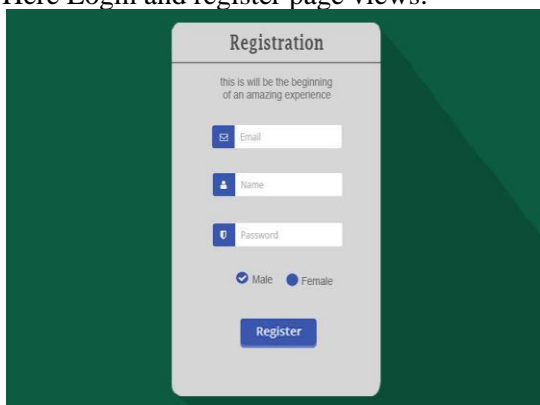 Here Login and register page views:
Registration
this is will be the beginning
of an amazing experience
Email
Name
Password
Male Female
Register